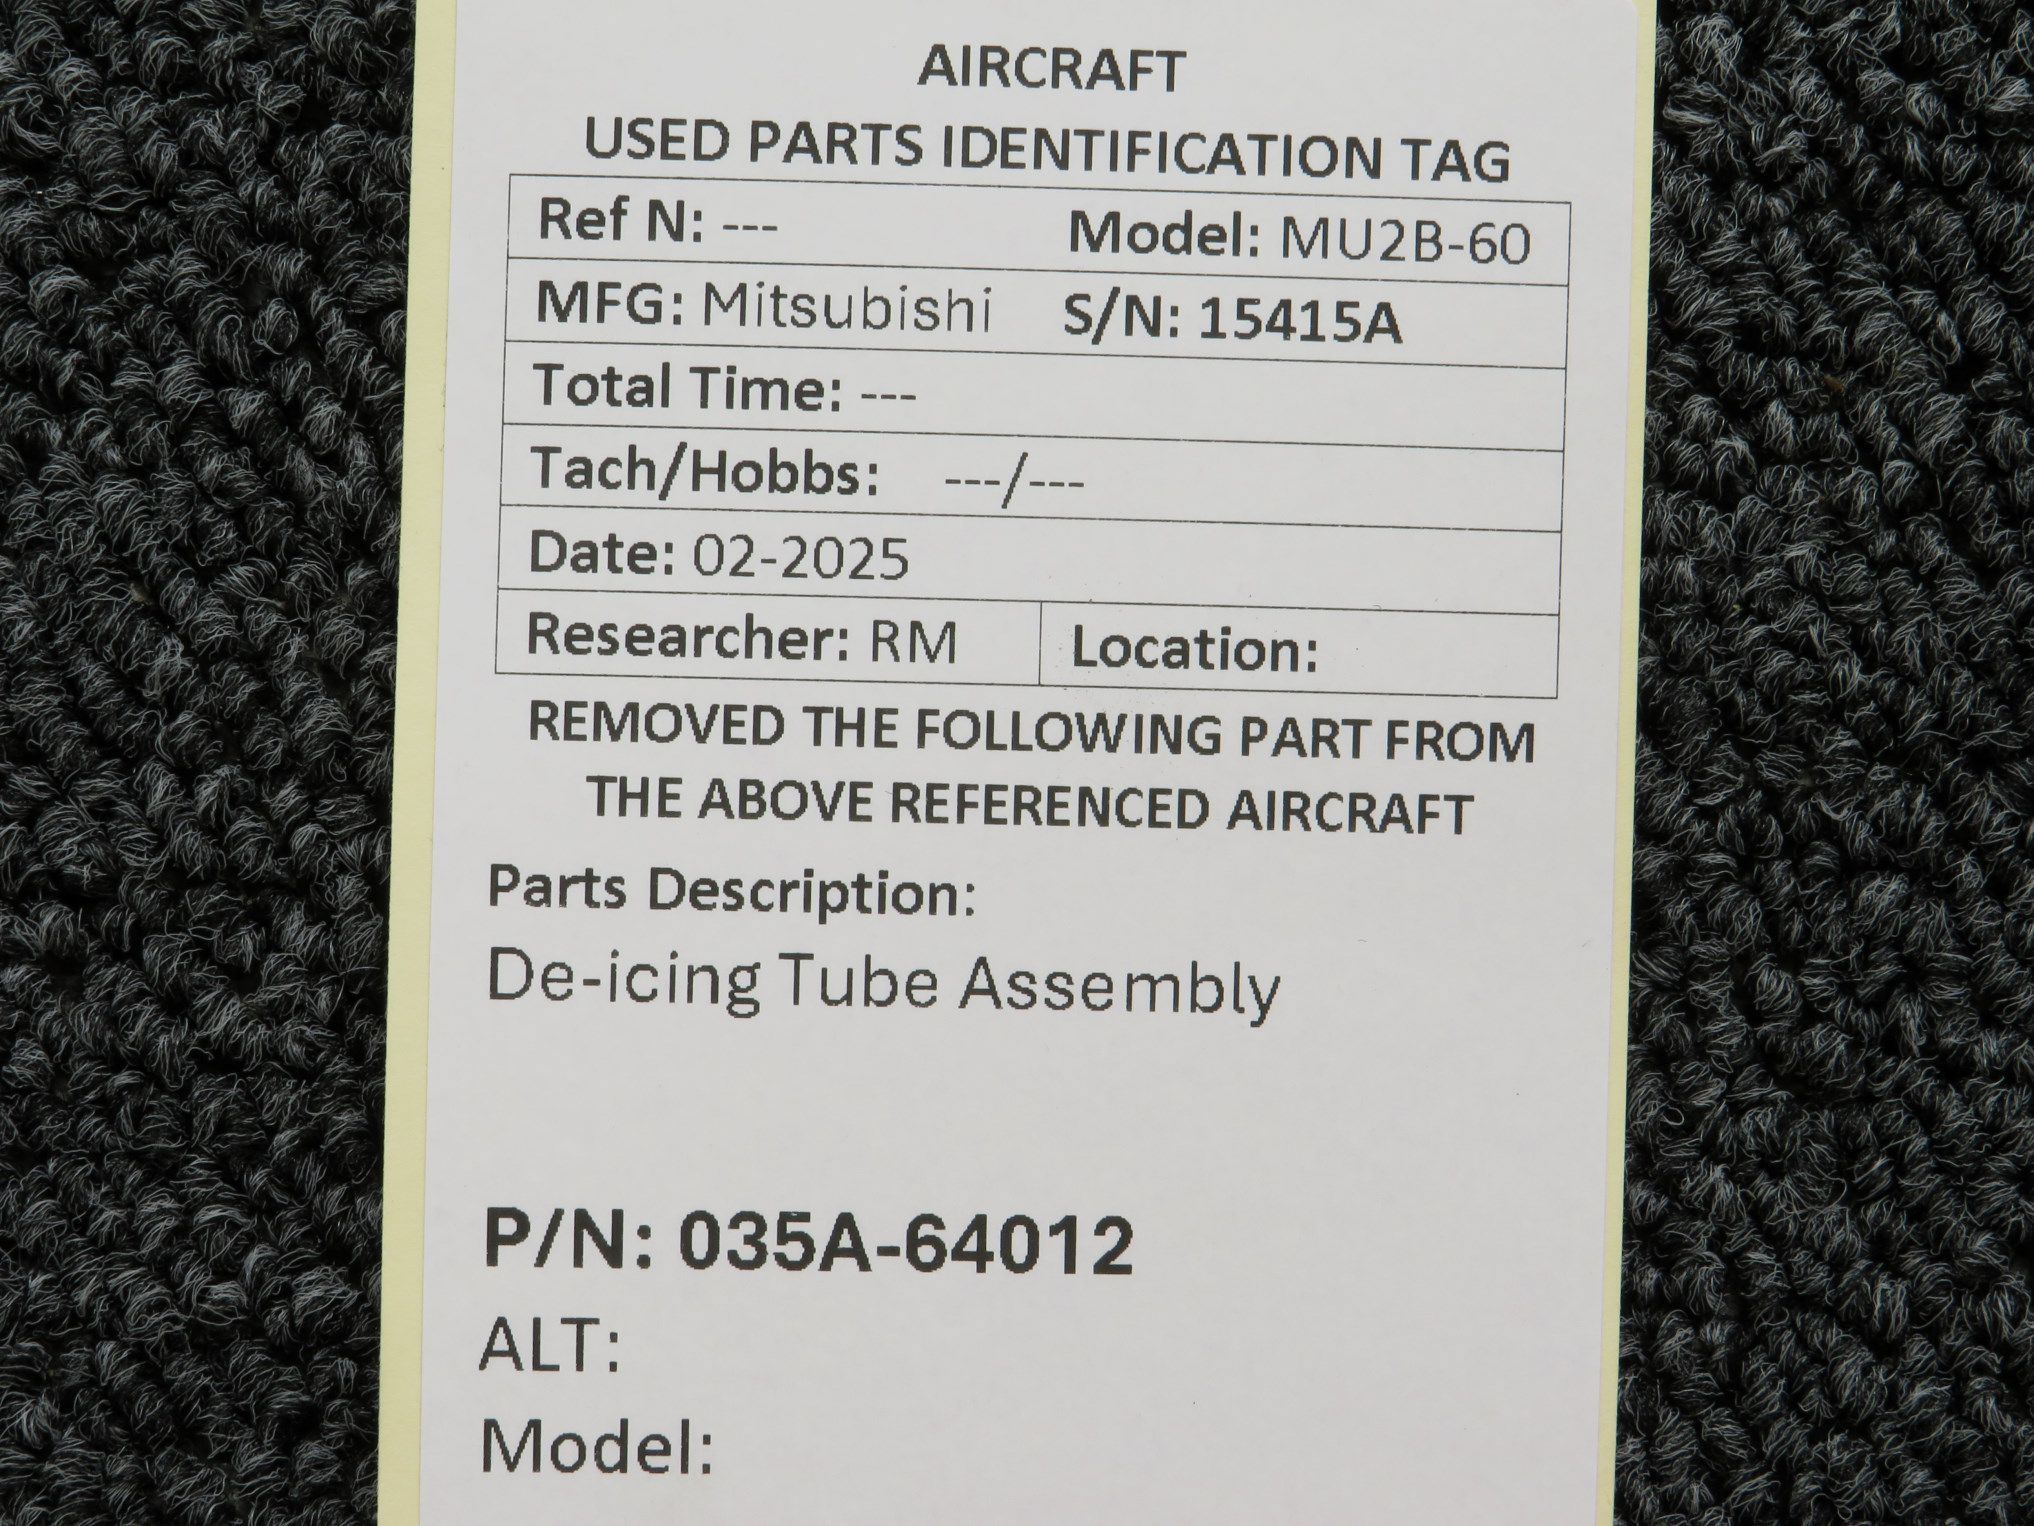 AIRCRAFT
USED PARTS IDENTIFICATION TAG
Ref N: --- Model: MU2B-60
MFG: Mitsubishi S/N: 15415A
Total Time: ---
Tach/Hobbs: ---/---
Date: 02-2025
Researcher: RM Location:
REMOVED THE FOLLOWING PART FROM
THE ABOVE REFERENCED AIRCRAFT
Parts Description:
De-icing Tube Assembly
P/N: 035A-64012
ALT:
Model: